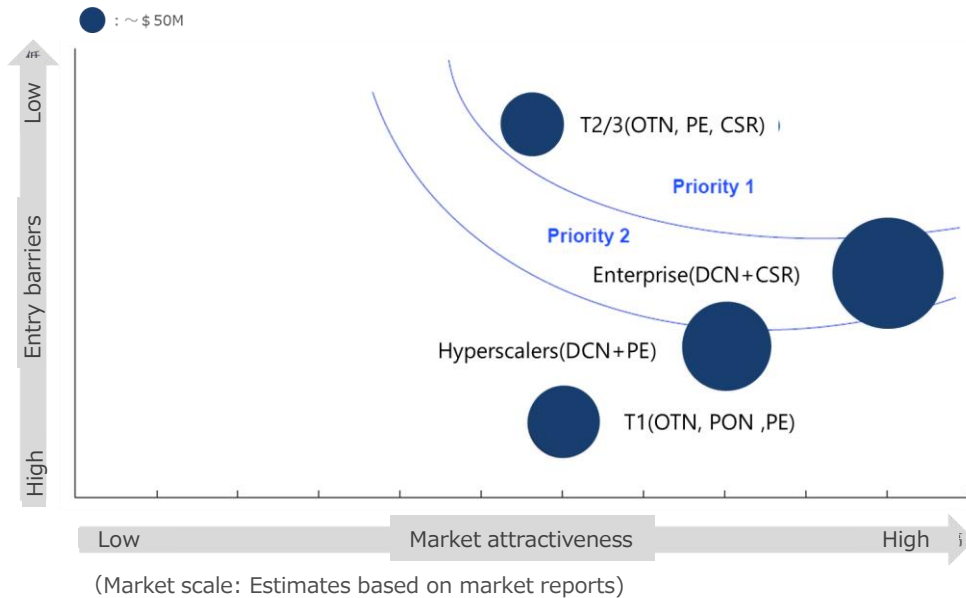 : ～$ 50M
Low
Entry barriers
High
T2/3(OTN, PE, CSR)
Priority 1
Priority 2
Enterprise(DCN+CSR)
Hyperscalers(DCN+PE)
T1(OTN, PON ,PE)
Low
Market attractiveness
High
(Market scale: Estimates based on market reports)